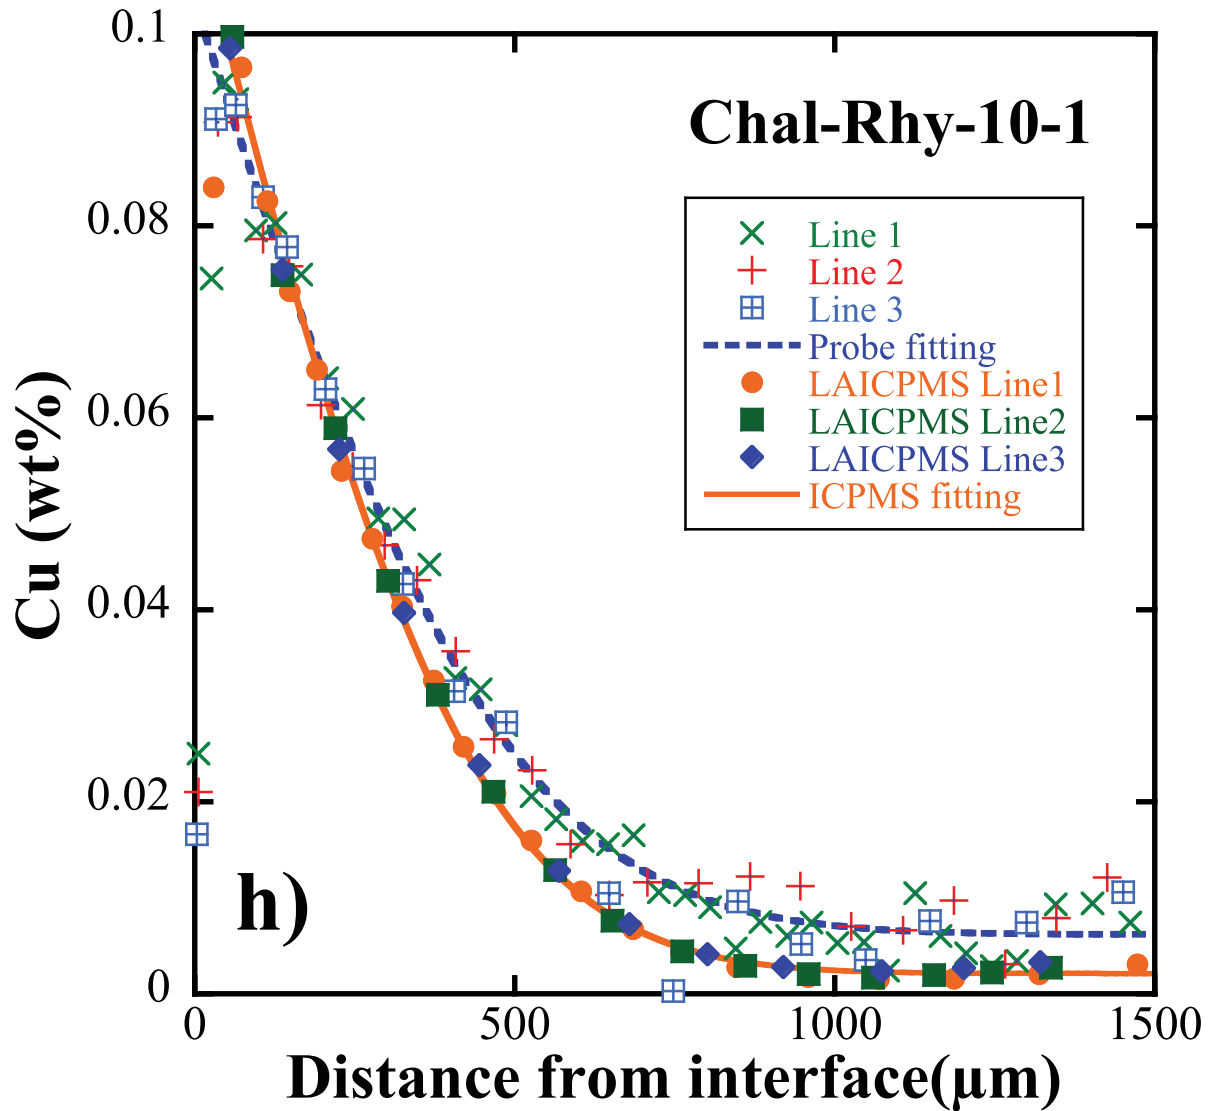 Chal-Rhy-10-1
Line 1
Line 2
Line 3
Probe fitting
LAICPMS Line1
LAICPMS Line2
LAICPMS Line3
ICPMS fitting
h)
Cu (wt%)
0.1
0.08
0.06
0.04
0.02
0
0 500 1000 1500
Distance from interface(μm)